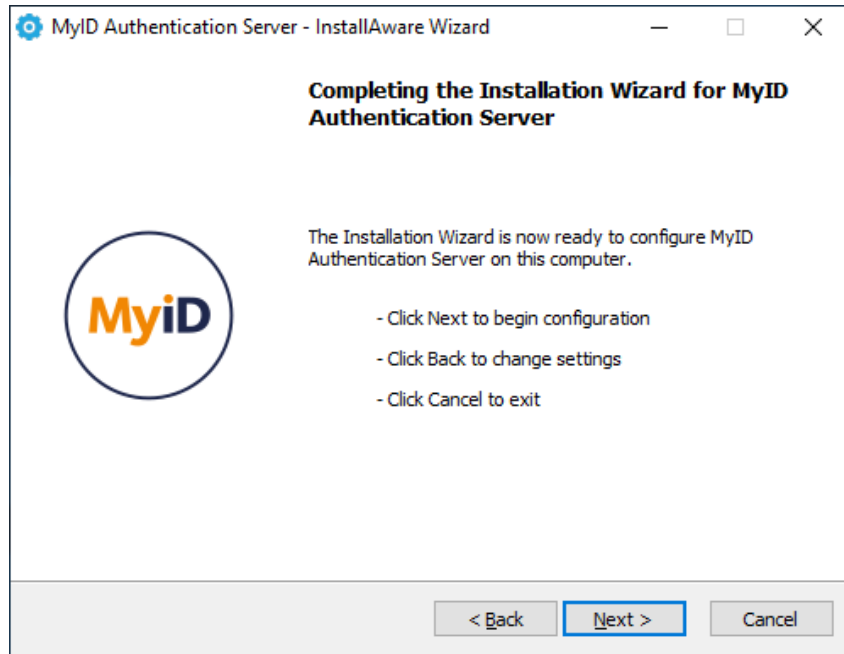 MyID Authentication Server - InstallAware Wizard
Completing the Installation Wizard for MyID
Authentication Server
The Installation Wizard is now ready to configure MyID
Authentication Server on this computer.
MyiD
- Click Next to begin configuration
- Click Back to change settings
- Click Cancel to exit
< Back
Next >
Cancel